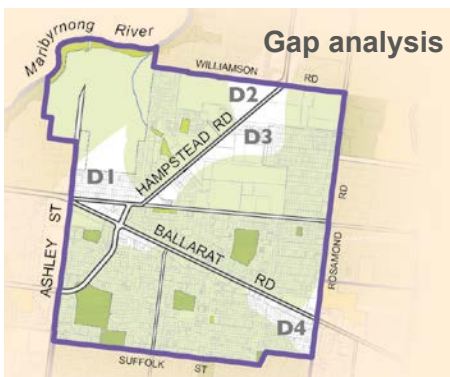 Maribyrnong River
Gap analysis
WILLIAMSON RD
D2
D3
HAMPSTEAD RD
D1
ASHLEY ST
BALLARAT RD
ROSAMOND RD
D4
SUFFOLK ST